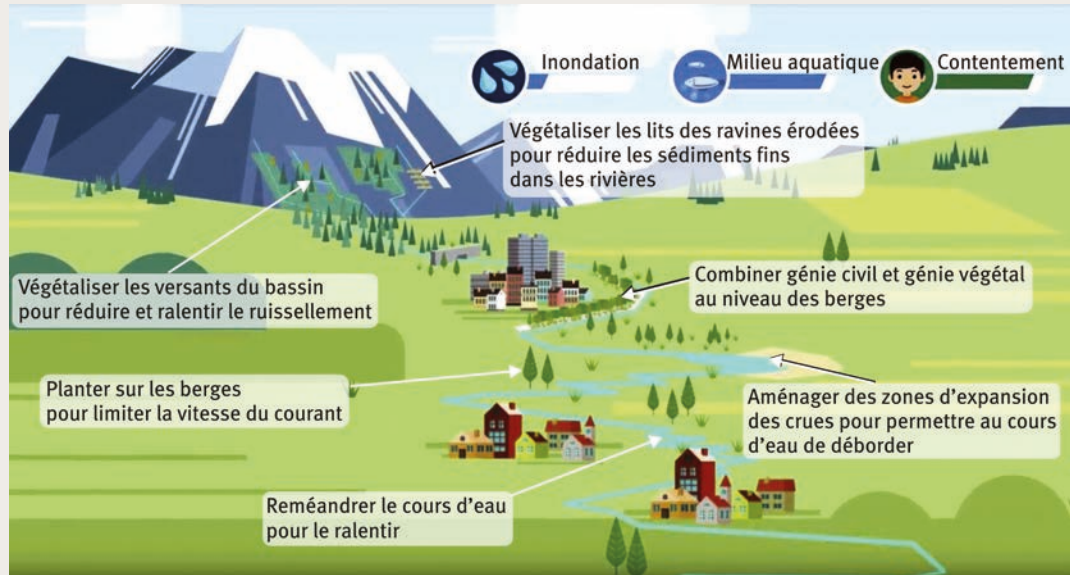 Inondation
Milieu aquatique
Contentement
Végétaliser les lits des ravines érodées
pour réduire les sédiments fins
dans les rivières
Végétaliser les versants du bassin
pour réduire et ralentir le ruissellement
Combiner génie civil et génie végétal
au niveau des berges
Planter sur les berges
pour limiter la vitesse du courant
Aménager des zones d’expansion
des crues pour permettre au cours
d’eau de déborder
Reméandrer le cours d’eau
pour le ralentir